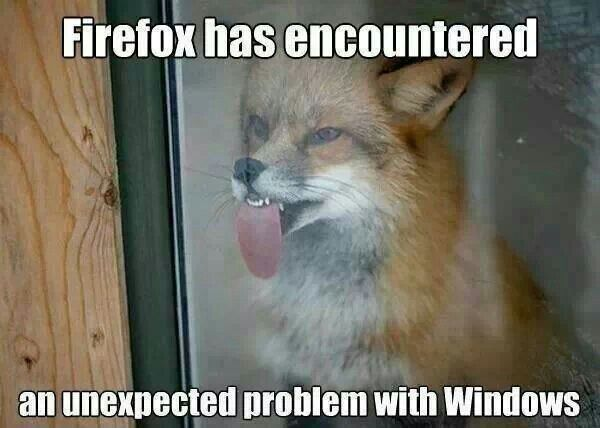 Firefox has encountered
an unexpected problem with Windows